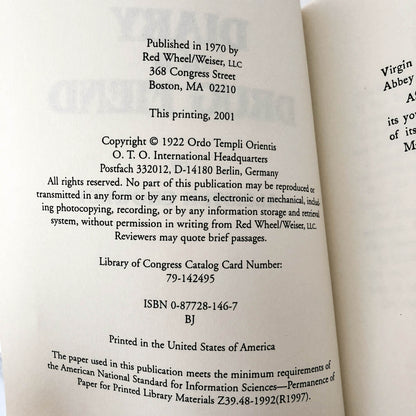 Published in 1970 by
Red Wheel/Weiser, LLC
368 Congress Street
Boston, MA 02210
This printing, 2001
Copyright © 1922 Ordo Templi Orientis
O. T. O. International Headquarters
Postfach 332012, D-14180 Berlin, Germany
All rights reserved. No part of this publication may be reproduced or
transmitted in any form or by any means, electronic or mechanical, includ-
ing photocopying, recording, or by any information storage and retrieval
system, without permission in writing from Red Wheel/Weiser, LLC.
Reviewers may quote brief passages.
Library of Congress Catalog Card Number:
79-142495
ISBN 0-87728-146-7
BJ
Printed in the United States of America
The paper used in this publication meets the minimum requirements of
the American National Standard for Information Sciences—Permanence of
Paper for Printed Library Materials Z39.48-1992(R1997).
Virgin
Abbey
its yo
of its